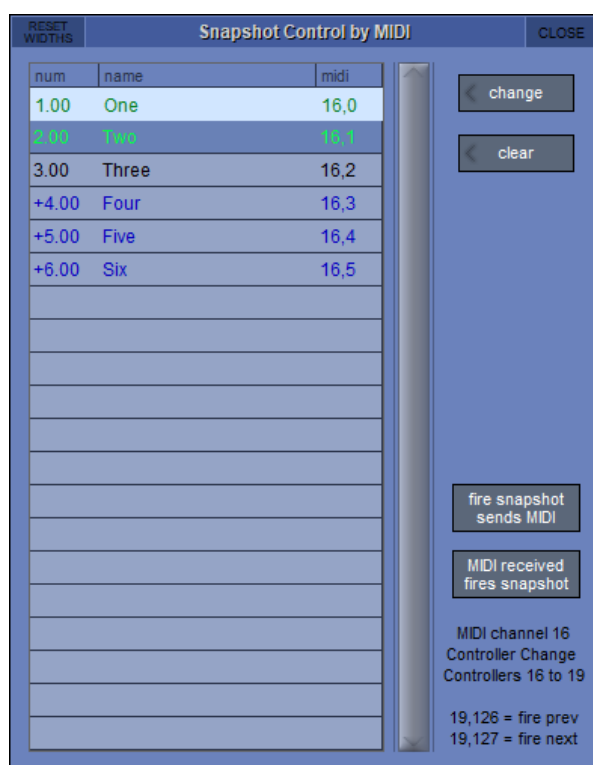 RESET
WIDTHS
Snapshot Control by MIDI
CLOSE
num name midi
1.00 One 16,0
2.00 Two 16,1
3.00 Three 16,2
+4.00 Four 16,3
+5.00 Five 16,4
+6.00 Six 16,5
change
clear
fire snapshot
sends MIDI
MIDI received
fires snapshot
MIDI channel 16
Controller Change
Controllers 16 to 19
19,126 = fire prev
19,127 = fire next